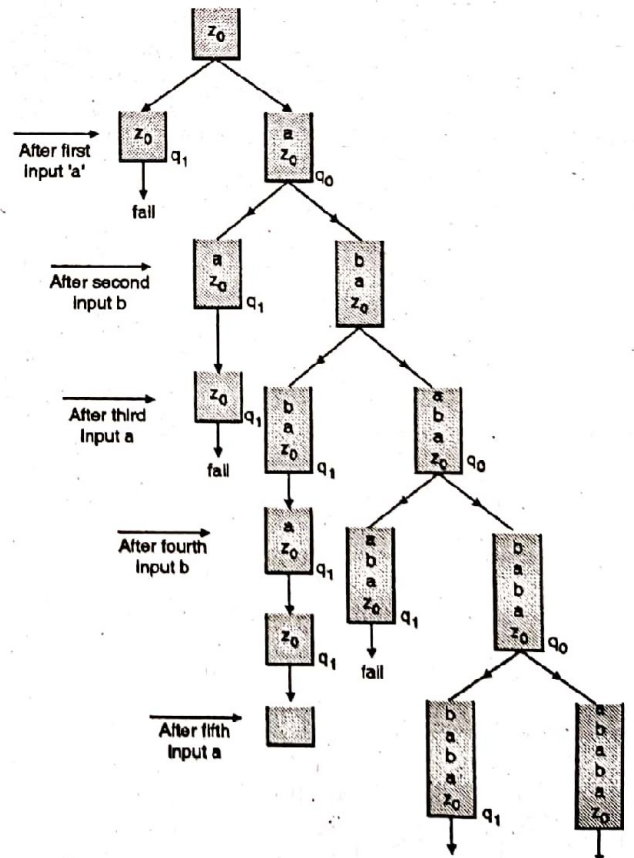 z0
After first
input 'a'
z0
q1
a
z0
q0
fail
After second
input b
a
z0
q1
b
a
z0
After third
input a
z0
q1
b
a
z0
q1
a
b
a
z0
q0
fail
After fourth
input b
a
z0
q1
a
b
a
z0
q1
b
a
b
a
z0
q0
z0
q1
fail
After fifth
input a
b
a
b
a
z0
q1
a
b
a
b
a
z0